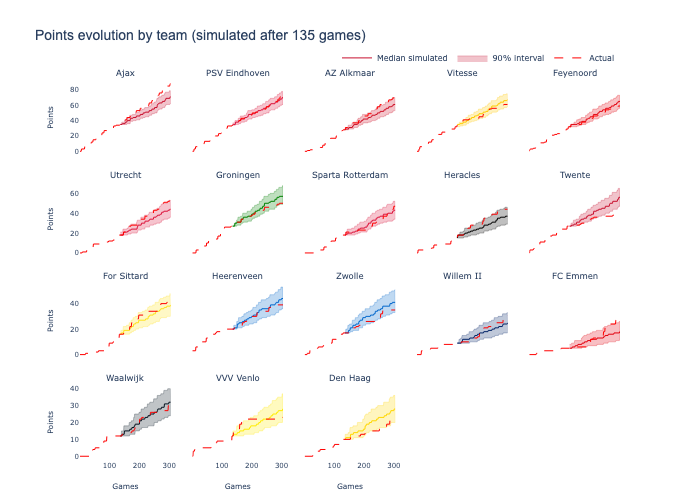 Points evolution by team (simulated after 135 games)
Median simulated 90% interval Actual
Ajax PSV Eindhoven AZ Alkmaar Vitesse Feyenoord
80
60
40
20
0
Points
Utrecht Groningen Sparta Rotterdam Heracles Twente
60
40
20
0
Points
For Sittard Heerenveen Zwolle Willem II FC Emmen
40
20
0
Points
Waalwijk VVV Venlo Den Haag
40
30
20
10
0
Points
100 200 300 100 200 300 100 200 300
Games Games Games